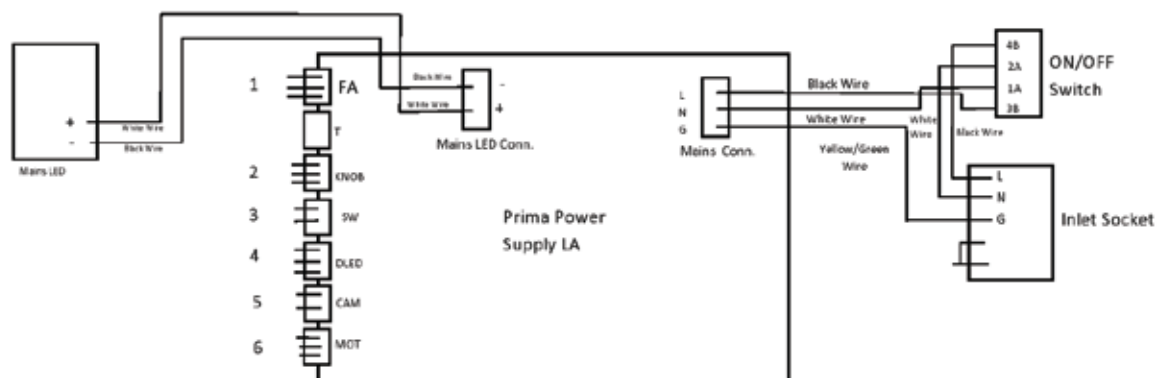 +
White Wire
-
Black Wire
Mains LED
1
FA
T
2
KNOB
3
SW
4
DLED
5
CAM
6
MOT
Black Wire
-
White Wire
+
Mains LED Conn.
Prima Power
Supply LA
L
N
G
Mains Conn.
Black Wire
White Wire
White
Wire
Black Wire
Yellow/Green
Wire
4B
2A
1A
3B
ON/OFF
Switch
L
N
G
Inlet Socket